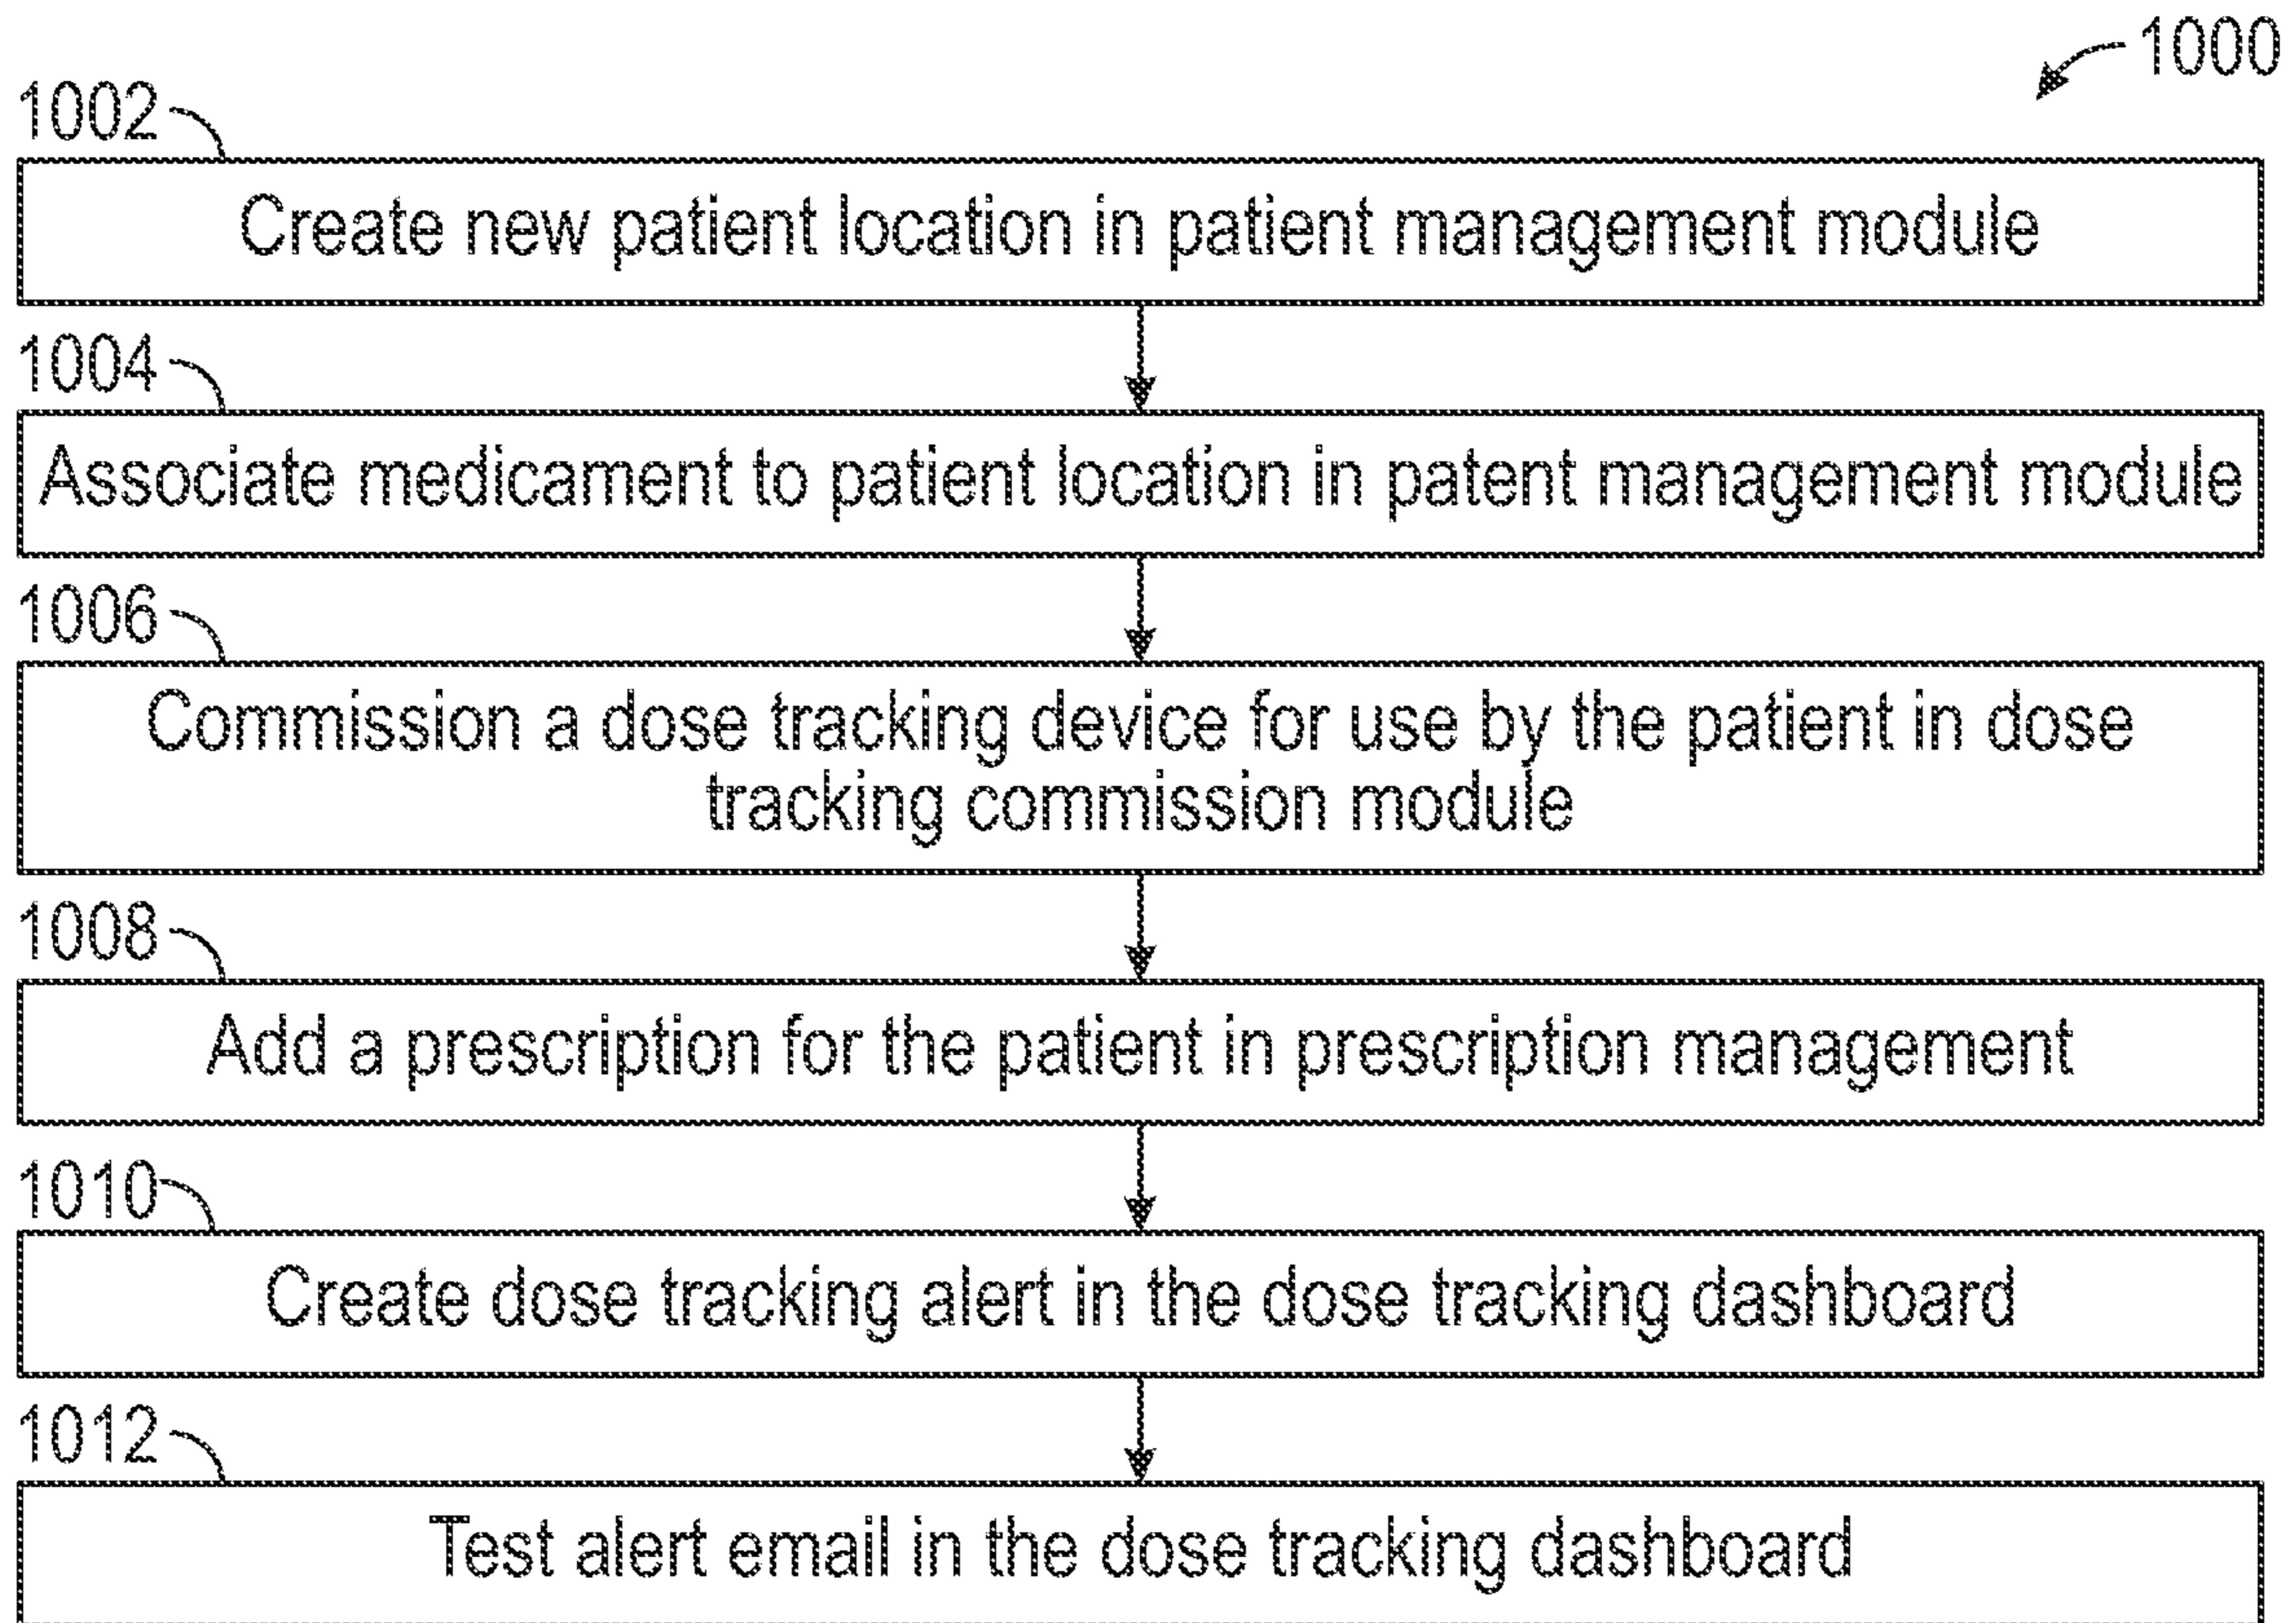 1000
1002
Create new patient location in patient management module
1004
Associate medicament to patient location in patent management module
1006
Commission a dose tracking device for use by the patient in dose
tracking commission module
1008
Add a prescription for the patient in prescription management
1010
Create dose tracking alert in the dose tracking dashboard
1012
Test alert email in the dose tracking dashboard